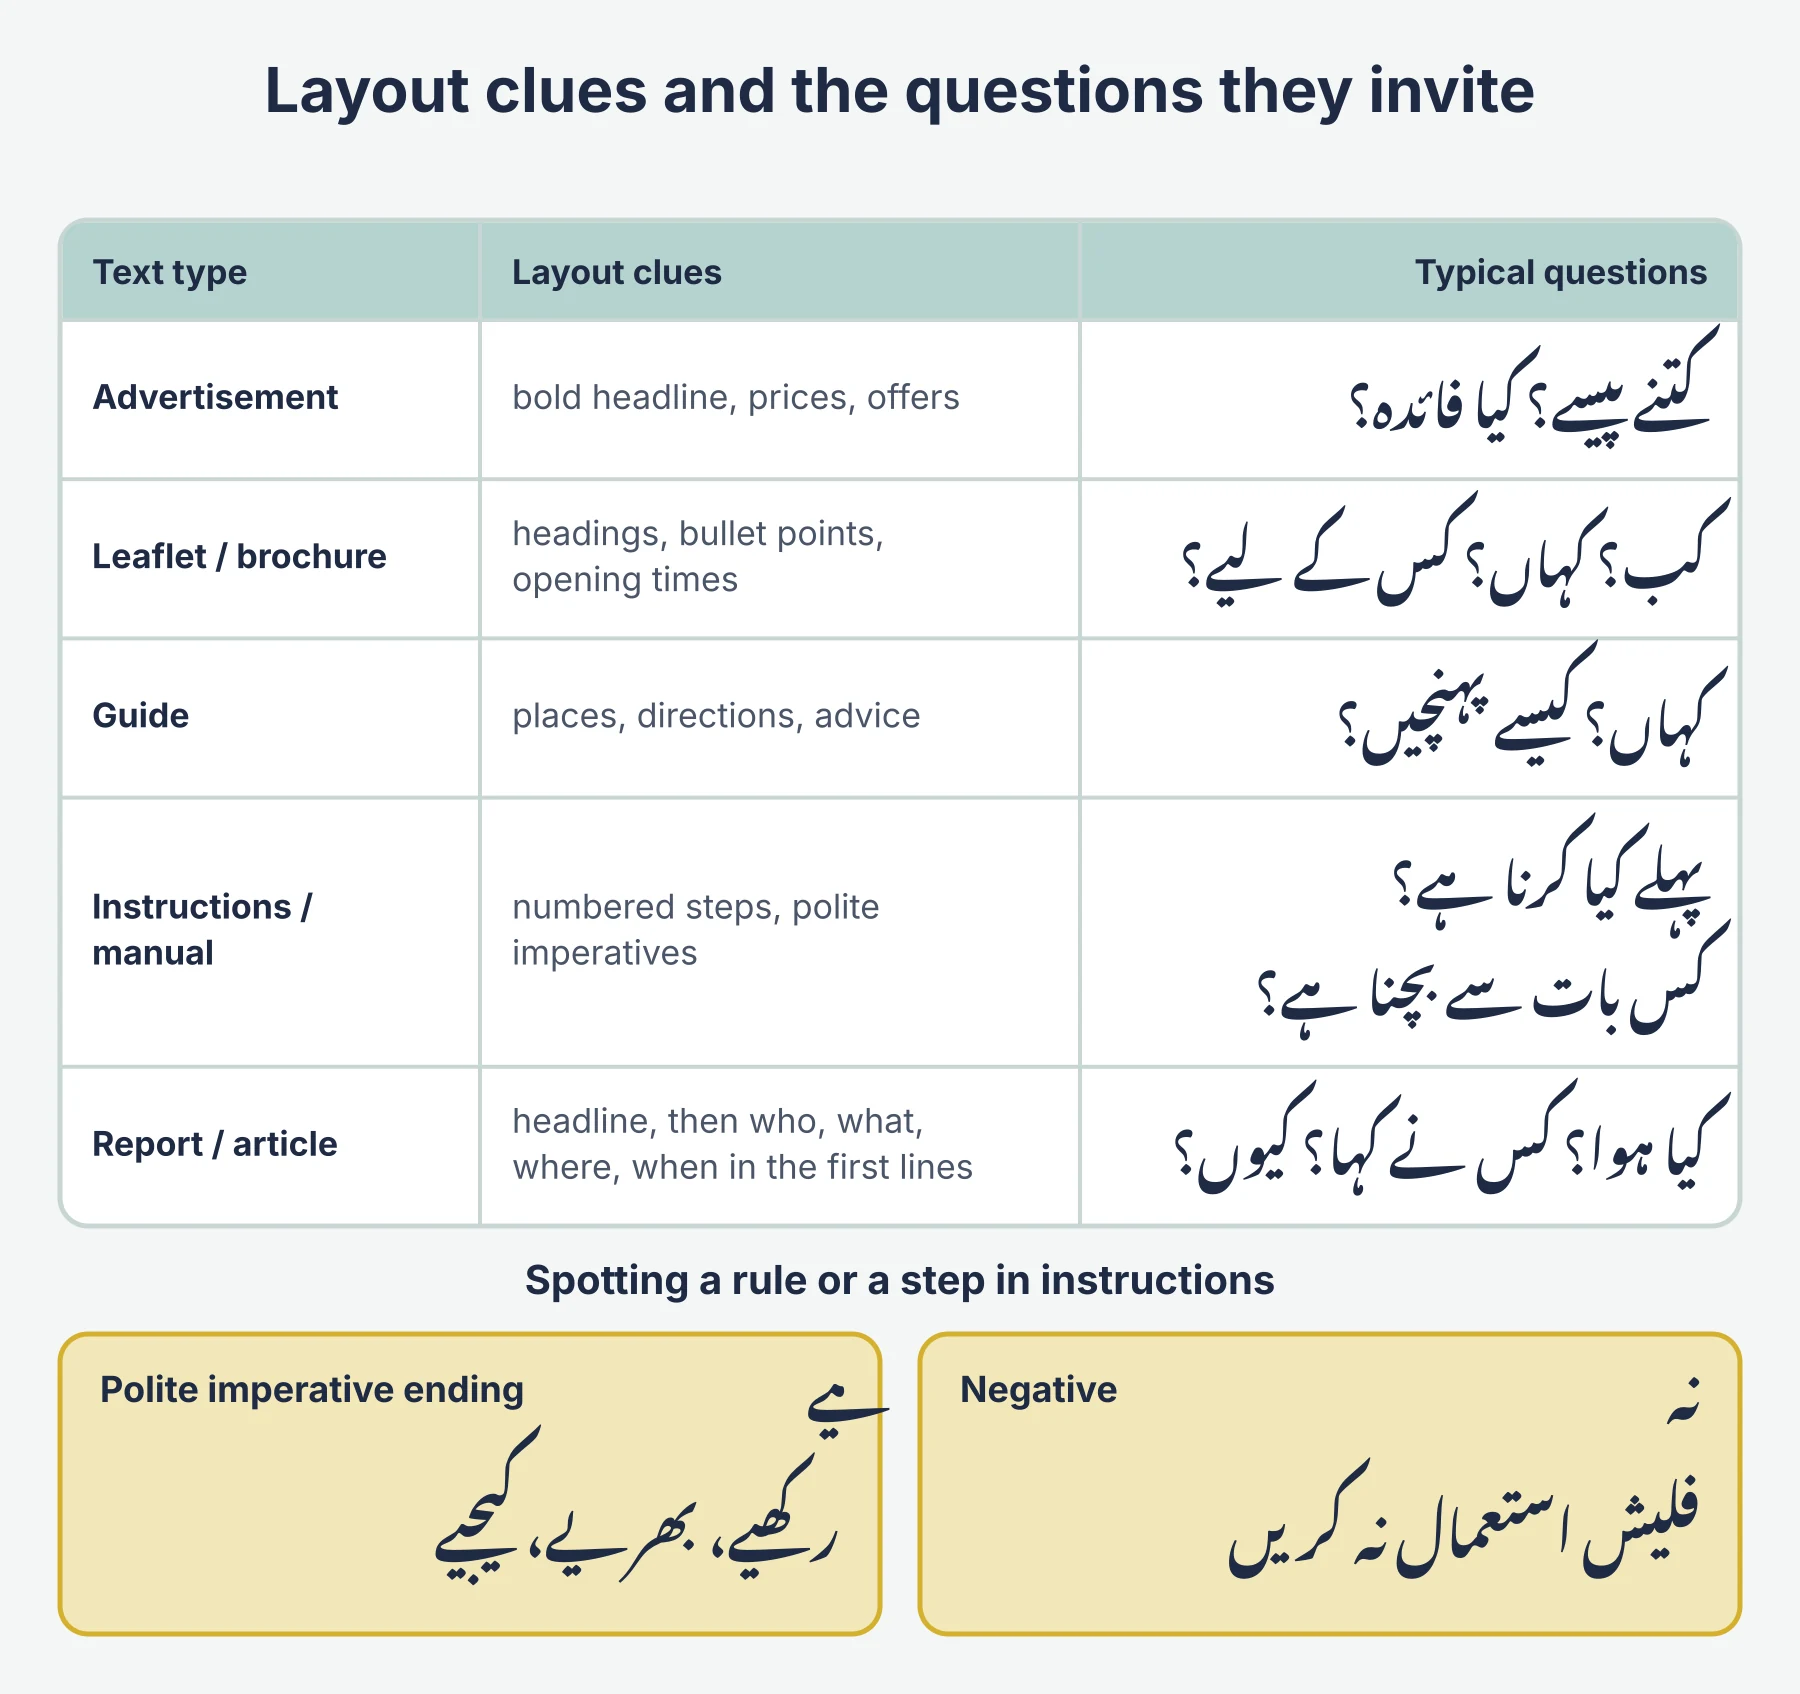 Layout clues and the questions they invite
Text type
Layout clues
Typical questions
Advertisement
bold headline, prices, offers
کتنے پیسے؟ کیا فائدہ؟
Leaflet / brochure
headings, bullet points,
opening times
کب؟ کہاں؟ کس کے لیے؟
Guide
places, directions, advice
کہاں؟ کیسے پہنچیں؟
Instructions /
manual
numbered steps, polite
imperatives
پہلے کیا کرنا ہے؟
کس بات سے بچنا ہے؟
Report / article
headline, then who, what,
where, when in the first lines
کیا ہوا؟ کس نے کہا؟ کیوں؟
Spotting a rule or a step in instructions
Polite imperative ending
ـیے
رکھیے، بھریے، کیجیے
Negative
نہ
فلیش استعمال نہ کریں